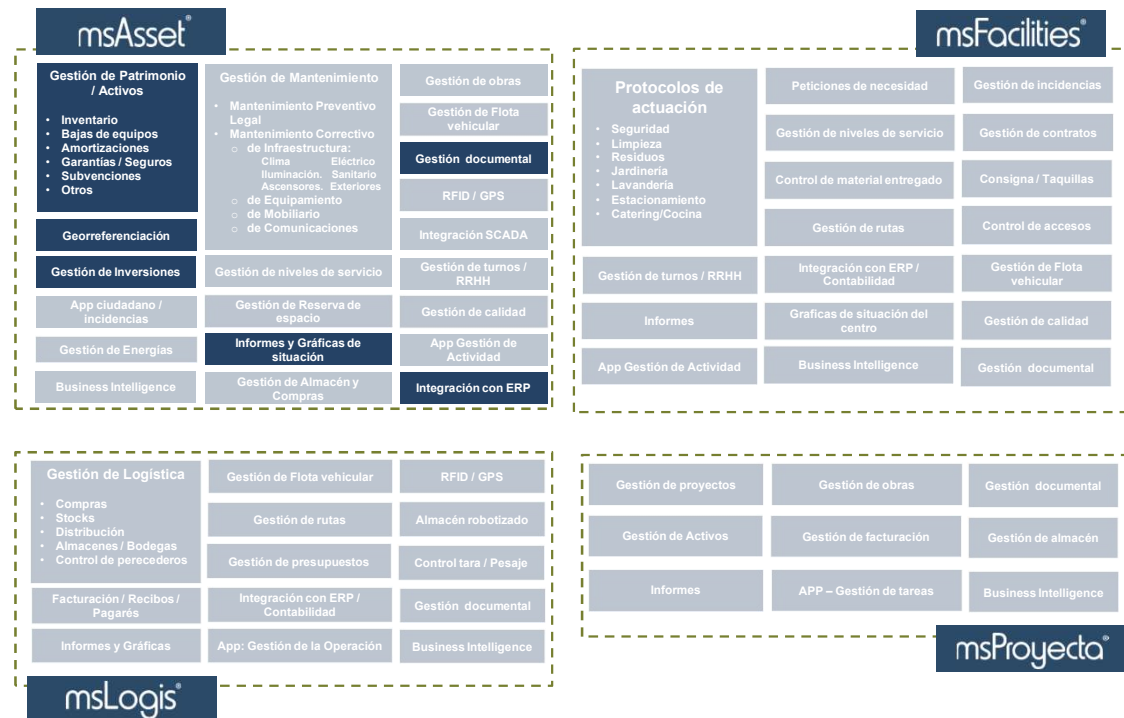 msAsset®
Gestión de Patrimonio
/ Activos
• Inventario
• Bajas de equipos
• Amortizaciones
• Garantías / Seguros
• Subvenciones
• Otros
Georreferenciación
Gestión de Inversiones
App ciudadano /
incidencias
Gestión de Energías
Business Intelligence
Gestión de Mantenimiento
• Mantenimiento Preventivo
Legal
• Mantenimiento Correctivo
o de Infraestructura:
Clima Eléctrico
Iluminación. Sanitario
Ascensores. Exteriores
o de Equipamiento
o de Mobiliario
o de Comunicaciones
Gestión de niveles de servicio
Gestión de Reserva de
espacio
Informes y Gráficas de
situación
Gestión de Almacén y
Compras
Gestión de obras
Gestión de Flota
vehicular
Gestión documental
RFID / GPS
Integración SCADA
Gestión de turnos /
RRHH
Gestión de calidad
App Gestión de
Actividad
Integración con ERP
msFacilities®
Protocolos de
actuación
• Seguridad
• Limpieza
• Residuos
• Jardinería
• Lavandería
• Estacionamiento
• Catering/Cocina
Gestión de turnos / RRHH
Informes
App Gestión de Actividad
Peticiones de necesidad
Gestión de niveles de servicio
Control de material entregado
Gestión de rutas
Integración con ERP /
Contabilidad
Graficas de situación del
centro
Business Intelligence
Gestión de incidencias
Gestión de contratos
Consigna / Taquillas
Control de accesos
Gestión de Flota
vehicular
Gestión de calidad
Gestión documental
Gestión de Logística
• Compras
• Stocks
• Distribución
• Almacenes / Bodegas
• Control de perecederos
Facturación / Recibos /
Pagarés
Informes y Gráficas
Gestión de Flota vehicular
Gestión de rutas
Gestión de presupuestos
Integración con ERP /
Contabilidad
App: Gestión de la Operación
RFID / GPS
Almacén robotizado
Control tara / Pesaje
Gestión documental
Business Intelligence
msLogis®
Gestión de proyectos
Gestión de obras
Gestión documental
Gestión de Activos
Gestión de facturación
Gestión de almacén
Informes
APP – Gestión de tareas
Business Intelligence
msProyecta®